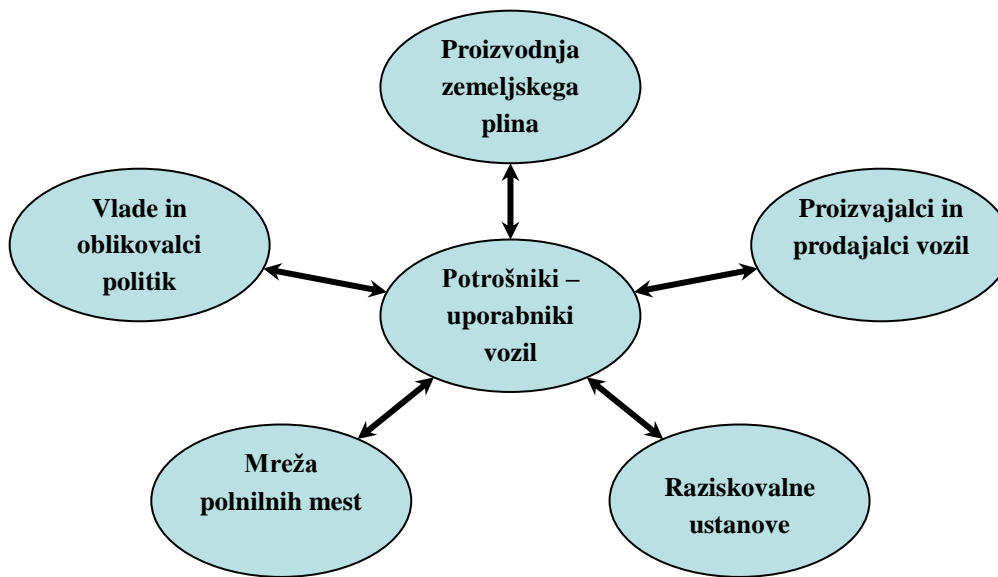 Proizvodnja
zemeljskega
plina
Vlade in
oblikovalci
politik
Proizvajalci in
prodajalci vozil
Potrošniki –
uporabniki
vozil
Mreža
polnilnih mest
Raziskovalne
ustanove